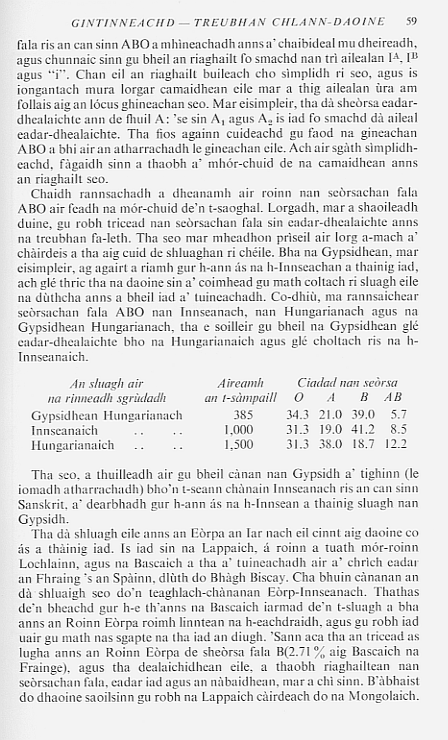 GINTINNEACHD — TREUBHAN CHLANN-DAOINE 59
fala ris an can sinn ABO a mhìneachadh anns a' chaibideal mu dheireadh,
agus chunnaic sinn gu bheil an riaghailt fo smachd nan trì ailealan Iᴬ, Iᴮ
agus “i”. Chan eil an riaghailt buileach cho sìmplidh ri seo, agus is
iongantach mura lorgar camaidhean eile mar a thig ailealan ùra am
follais aig an lócus ghineachan seo. Mar eisimpleir, tha dà sheòrsa eadar-
dhealaichte ann de fhuil A: 'se sin A₁ agus A₂ is iad fo smachd dà aileal
eadar-dhealaichte. Tha fios againn cuideachd gu faod na gineachan
ABO a bhi air an atharrachadh le gineachan eile. Ach air sgàth sìmplidh-
eachd, fàgaidh sinn a thaobh a' mhór-chuid de na camaidhean anns
an riaghailt seo.
Chaidh rannsachadh a dheanamh air roinn nan seòrsachan fala
ABO air feadh na mór-chuid de'n t-saoghal. Lorgadh, mar a shaoileadh
duine, gu robh tricead nan seòrsachan fala sin eadar-dhealaichte anns
na treubhan fa-leth. Tha seo mar mheadhon prìseil air lorg a-mach a'
chàirdeis a tha aig cuid de shluaghan ri chéile. Bha na Gypsidhean, mar
eisimpleir, ag agairt a riamh gur h-ann ás na h-Innseachan a thainig iad,
ach glé thric tha na daoine sin a' coimhead gu math coltach ri sluagh eile
na dùthcha anns a bheil iad a' tuineachadh. Co-dhiù, ma rannsaichear
seòrsachan fala ABO nan Innseanach, nan Hungarianach agus na
Gypsidhean Hungarianach, tha e soilleir gu bheil na Gypsidhean glé
eadar-dhealaichte bho na Hungarianaich agus glé choltach ris na h-
Innseanaich.
An sluagh air Aireamh Ciadad nan seòrsa
na rinneadh sgrùdadh an t-sàmpaill O A B AB
Gypsidhean Hungarianach 385 34.3 21.0 39.0 5.7
Innseanaich .. .. 1,000 31.3 19.0 41.2 8.5
Hungarianaich .. .. 1,500 31.3 38.0 18.7 12.2
Tha seo, a thuilleadh air gu bheil cànan nan Gypsidh a' tighinn (le
iomadh atharrachadh) bho'n t-seann chànain Innseanach ris an can sinn
Sanskrit, a' dearbhadh gur h-ann ás na h-Innsean a thainig sluagh nan
Gypsidh.
Tha dà shluagh eile anns an Eòrpa an Iar nach eil cinnt aig daoine co
ás a thàinig iad. Is iad sin na Lappaich, á roinn a tuath mór-roinn
Lochlainn, agus na Bascaich a tha a' tuineachadh air a' chrìch eadar
an Fhraing 's an Spàinn, dlùth do Bhàgh Biscay. Cha bhuin cànanan an
dà shluaigh seo do'n teaghlach-chànanan Eòrp-Innseanach. Thathas
de'n bheachd gur h-e th'anns na Bascaich iarmad de'n t-sluagh a bha
anns an Roinn Eòrpa roimh linntean na h-eachdraidh, agus gu robh iad
uair gu math nas sgapte na tha iad an diugh. 'Sann aca tha an tricead as
lugha anns an Roinn Eòrpa de sheòrsa fala B(2.71% aig Bascaich na
Frainge), agus tha dealaichidhean eile, a thaobh riaghailtean nan
seòrsachan fala, eadar iad agus an nàbaidhean, mar a chì sinn. B'àbhaist
do dhaoine saoilsinn gu robh na Lappaich càirdeach do na Mongolaich.